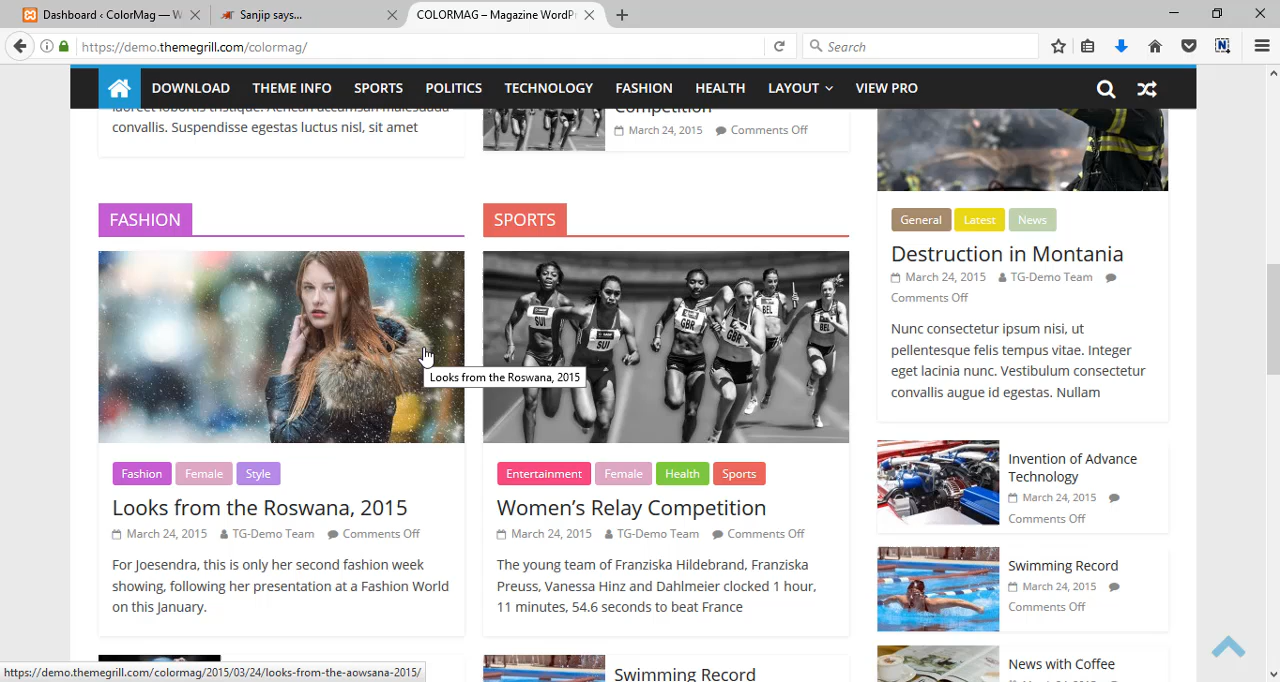 Dashboard ‹ ColorMag — W
Sanjip says...
COLORMAG – Magazine WordPr
https://demo.themegrill.com/colormag/
Search
DOWNLOAD THEME INFO SPORTS POLITICS TECHNOLOGY FASHION HEALTH LAYOUT VIEW PRO
convallis. Suspendisse egestas luctus nisl, sit amet
Competition
March 24, 2015 Comments Off
FASHION
Looks from the Roswana, 2015
Fashion Female Style
Looks from the Roswana, 2015
March 24, 2015 TG-Demo Team Comments Off
For Joesendra, this is only her second fashion week
showing, following her presentation at a Fashion World
on this January.
SPORTS
SUI
SUI
GBR
GBR
BEL
BEL
Entertainment Female Health Sports
Women’s Relay Competition
March 24, 2015 TG-Demo Team Comments Off
The young team of Franziska Hildebrand, Franziska
Preuss, Vanessa Hinz and Dahlmeier clocked 1 hour,
11 minutes, 54.6 seconds to beat France
Swimming Record
General Latest News
Destruction in Montania
March 24, 2015 TG-Demo Team
Comments Off
Nunc consectetur ipsum nisi, ut
pellentesque felis tempus vitae. Integer
eget lacinia nunc. Vestibulum consectetur
convallis augue id egestas. Nullam
Invention of Advance
Technology
March 24, 2015
Comments Off
Swimming Record
March 24, 2015
Comments Off
News with Coffee
https://demo.themegrill.com/colormag/2015/03/24/looks-from-the-aowsana-2015/